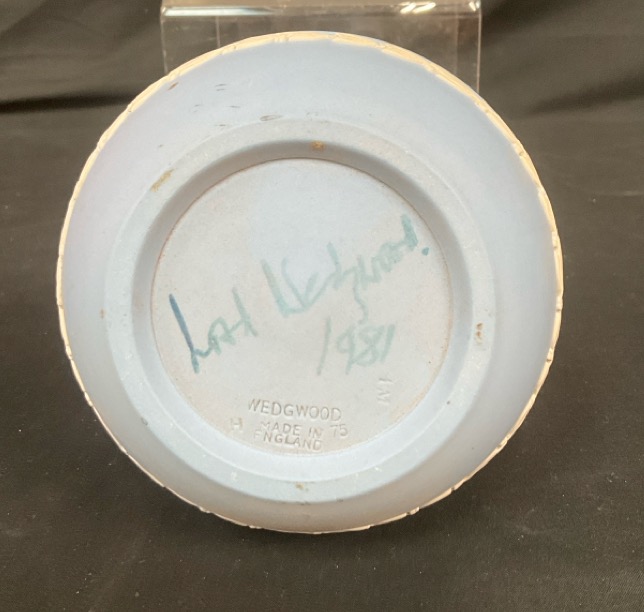 Lord Wedgwood.
1981
WEDGWOOD
H MADE IN 75
ENGLAND